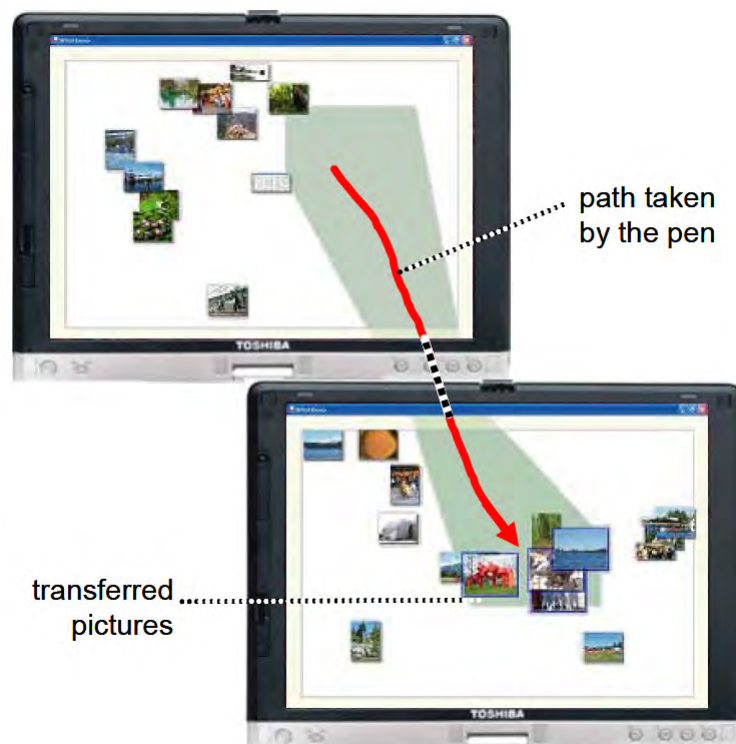 path taken
by the pen
TOSHIBA
transferred
pictures
TOSHIBA